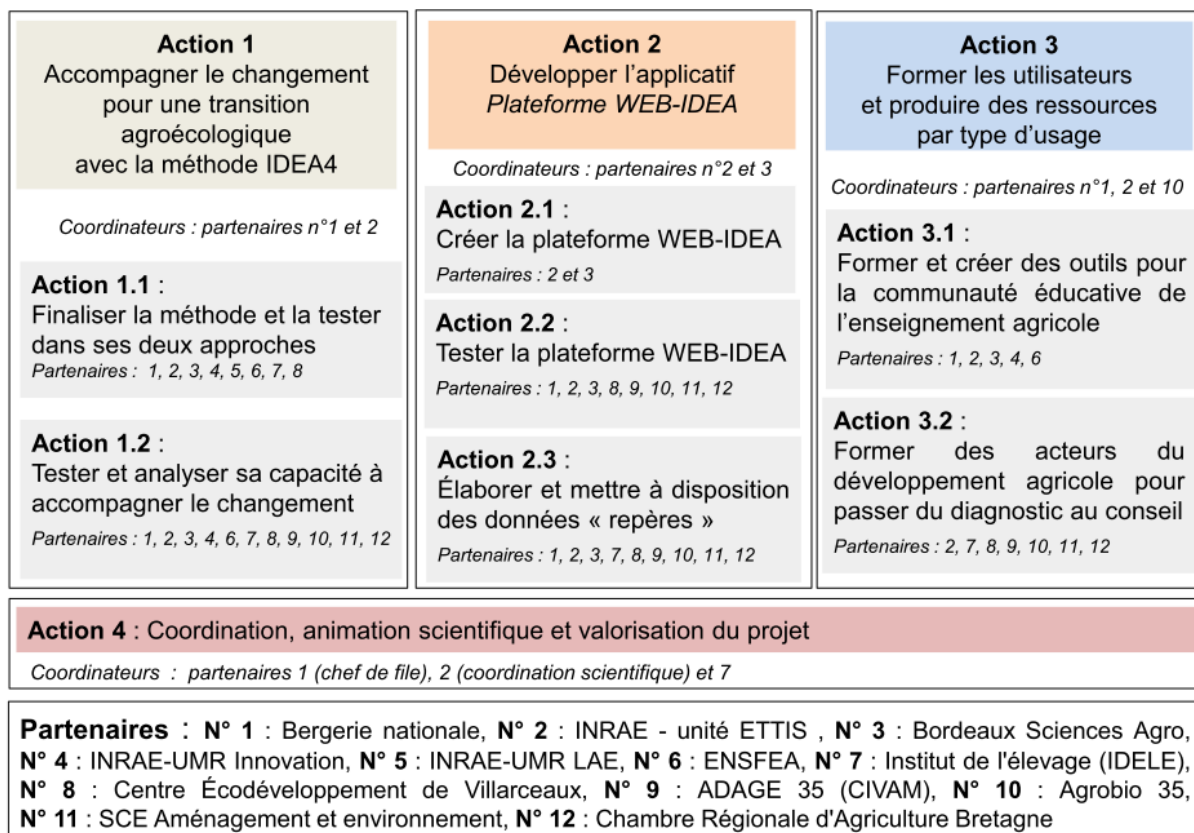 Action 1
Accompagner le changement
pour une transition
agroécologique
avec la méthode IDEA4
Coordinateurs : partenaires n°1 et 2
Action 1.1 :
Finaliser la méthode et la tester
dans ses deux approches
Partenaires : 1, 2, 3, 4, 5, 6, 7, 8
Action 1.2 :
Tester et analyser sa capacité à
accompagner le changement
Partenaires : 1, 2, 3, 4, 6, 7, 8, 9, 10, 11, 12
Action 2
Développer l'applicatif
Plateforme WEB-IDEA
Coordinateurs : partenaires n°2 et 3
Action 2.1 :
Créer la plateforme WEB-IDEA
Partenaires : 2 et 3
Action 2.2 :
Tester la plateforme WEB-IDEA
Partenaires : 1, 2, 3, 8, 9, 10, 11, 12
Action 2.3 :
Élaborer et mettre à disposition
des données « repères »
Partenaires : 1, 2, 3, 7, 8, 9, 10, 11, 12
Action 3
Former les utilisateurs
et produire des ressources
par type d'usage
Coordinateurs : partenaires n°1, 2 et 10
Action 3.1 :
Former et créer des outils pour
la communauté éducative de
l'enseignement agricole
Partenaires : 1, 2, 3, 4, 6
Action 3.2 :
Former des acteurs du
développement agricole pour
passer du diagnostic au conseil
Partenaires : 2, 7, 8, 9, 10, 11, 12
Action 4 : Coordination, animation scientifique et valorisation du projet
Coordinateurs : partenaires 1 (chef de file), 2 (coordination scientifique) et 7
Partenaires : N° 1 : Bergerie nationale, N° 2 : INRAE - unité ETTIS , N° 3 : Bordeaux Sciences Agro,
N° 4 : INRAE-UMR Innovation, N° 5 : INRAE-UMR LAE, N° 6 : ENSFEA, N° 7 : Institut de l'élevage (IDELE),
N° 8 : Centre Écodéveloppement de Villarceaux, N° 9 : ADAGE 35 (CIVAM), N° 10 : Agrobio 35,
N° 11 : SCE Aménagement et environnement, N° 12 : Chambre Régionale d'Agriculture Bretagne